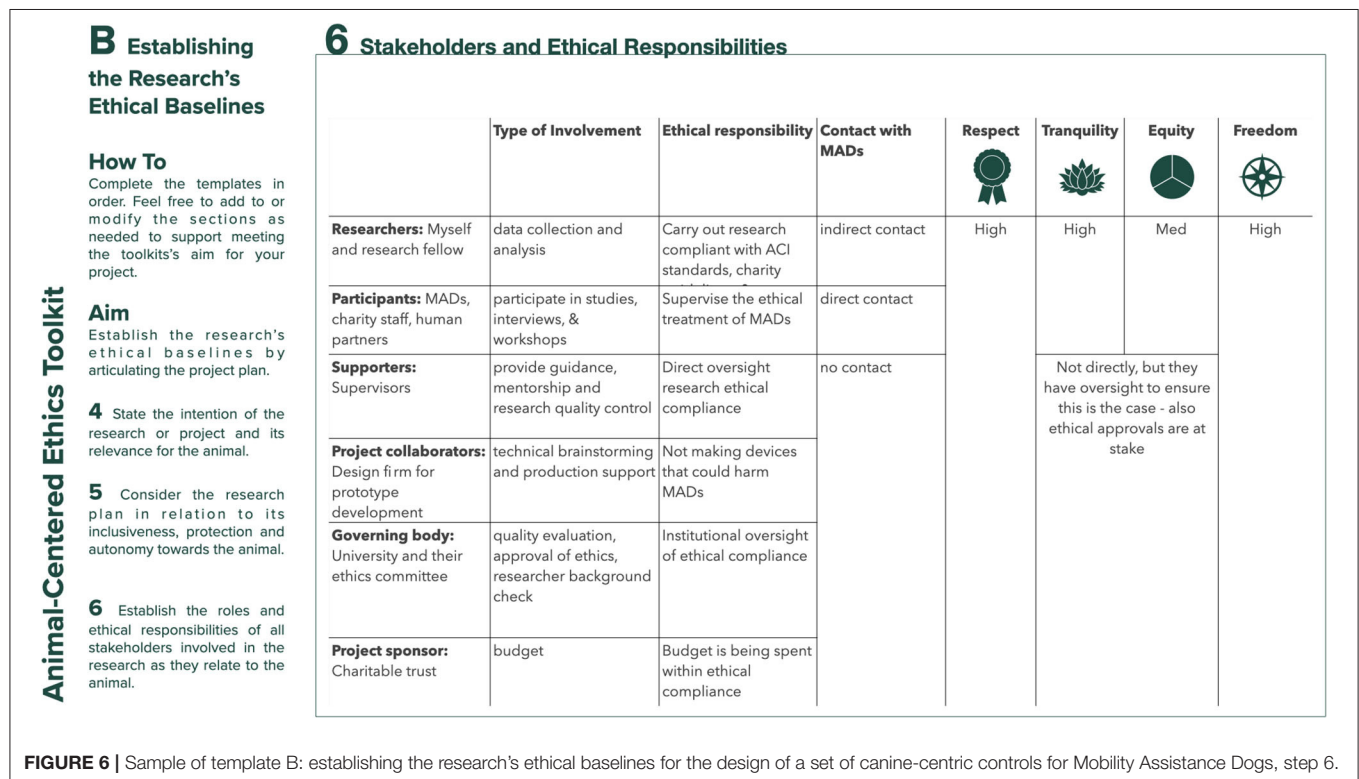 Animal-Centered Ethics Toolkit
B Establishing
the Research's
Ethical Baselines
How To
Complete the templates in
order. Feel free to add to or
modify the sections as
needed to support meeting
the toolkits's aim for your
project.
Aim
Establish the research's
ethical baselines by
articulating the project plan.
4 State the intention of the
research or project and its
relevance for the animal.
5 Consider the research
plan in relation to its
inclusiveness, protection and
autonomy towards the animal.
6 Establish the roles and
ethical responsibilities of all
stakeholders involved in the
research as they relate to the
animal.
6 Stakeholders and Ethical Responsibilities
Type of Involvement
Ethical responsibility
Contact with
MADs
Respect
Tranquility
Equity
Freedom
Researchers: Myself
and research fellow
data collection and
analysis
Carry out research
compliant with ACI
standards, charity
indirect contact
High
High
Med
High
Participants: MADs,
charity staff, human
partners
participate in studies,
interviews, &
workshops
Supervise the ethical
treatment of MADs
direct contact
Supporters:
Supervisors
provide guidance,
mentorship and
research quality control
Direct oversight
research ethical
compliance
no contact
Not directly, but they
have oversight to ensure
this is the case - also
ethical approvals are at
stake
Project collaborators:
Design firm for
prototype
development
technical brainstorming
and production support
Not making devices
that could harm
MADs
Governing body:
University and their
ethics committee
quality evaluation,
approval of ethics,
researcher background
check
Institutional oversight
of ethical compliance
Project sponsor:
Charitable trust
budget
Budget is being spent
within ethical
compliance
FIGURE 6 | Sample of template B: establishing the research's ethical baselines for the design of a set of canine-centric controls for Mobility Assistance Dogs, step 6.